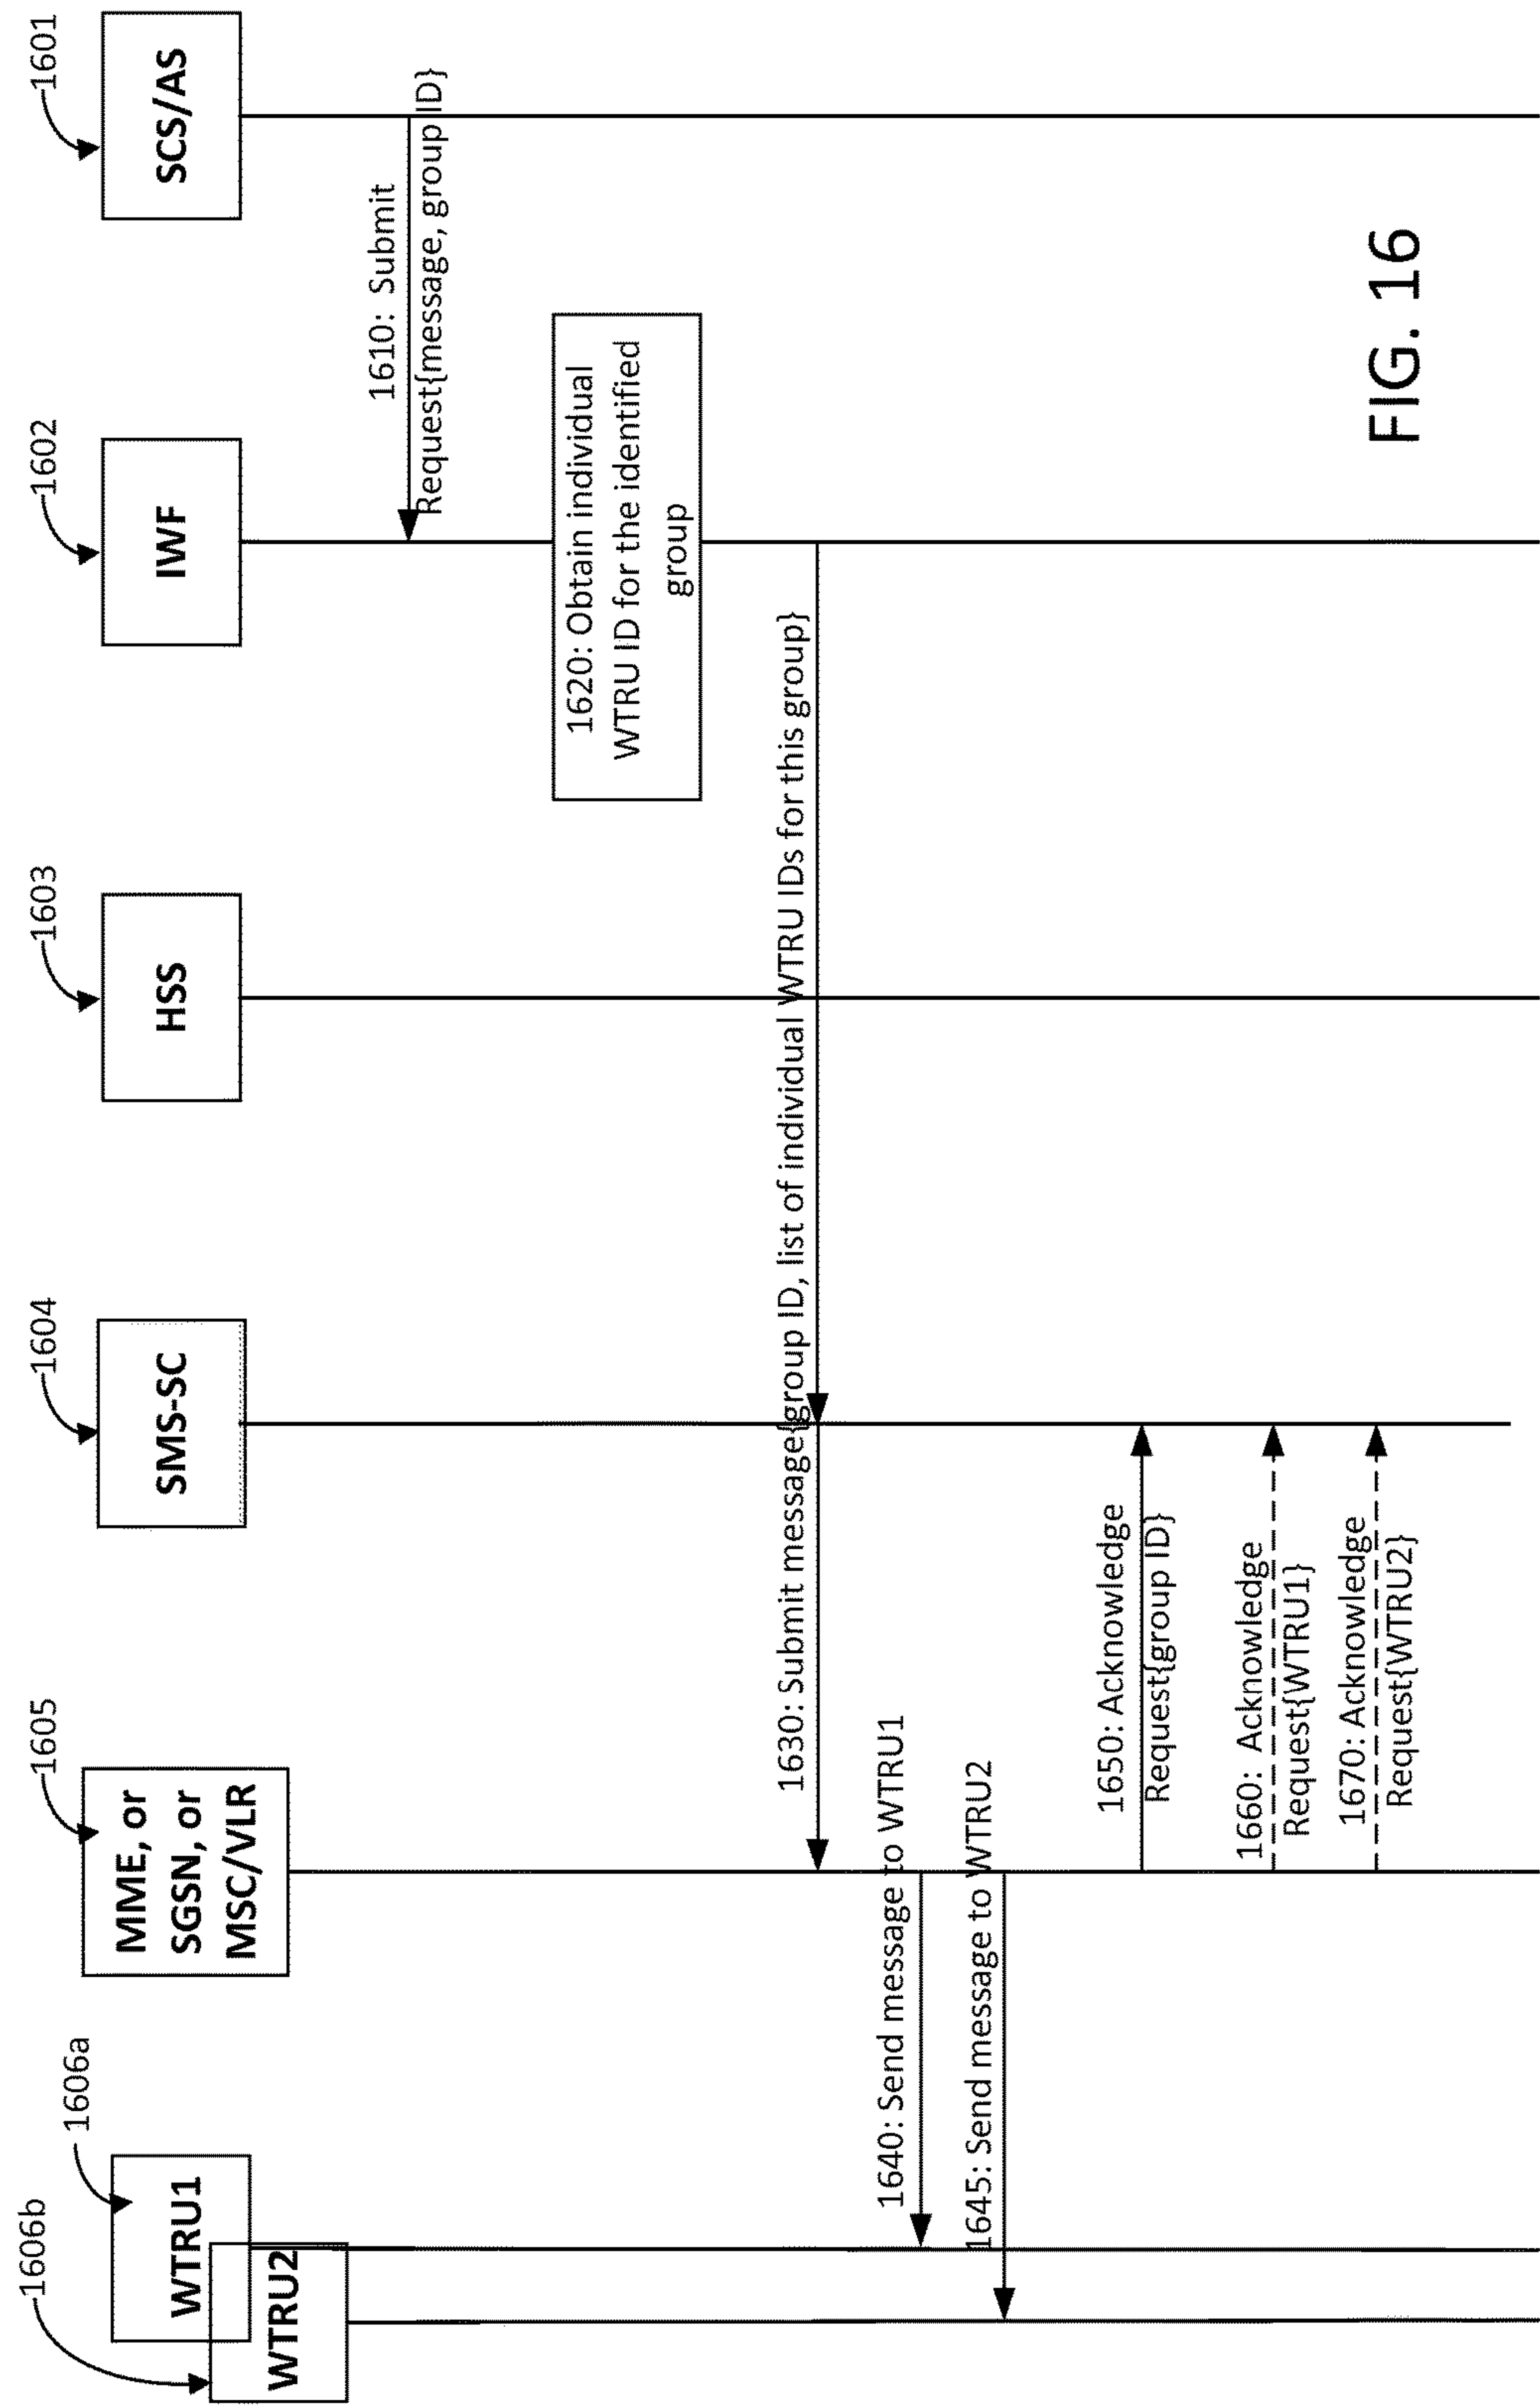 1606b
1606a
1605
1604
1603
1602
1601
WTRU1
WTRU2
MME, or
SGSN, or
MSC/VLR
SMS-SC
HSS
IWF
SCS/AS
1610: Submit
Request{message, group ID}
1620: Obtain individual
WTRU ID for the identified
group
1630: Submit message{group ID, list of individual WTRU IDs for this group}
1640: Send message to WTRU1
1645: Send message to WTRU2
1650: Acknowledge
Request{group ID}
1660: Acknowledge
Request{WTRU1}
1670: Acknowledge
Request{WTRU2}
FIG. 16